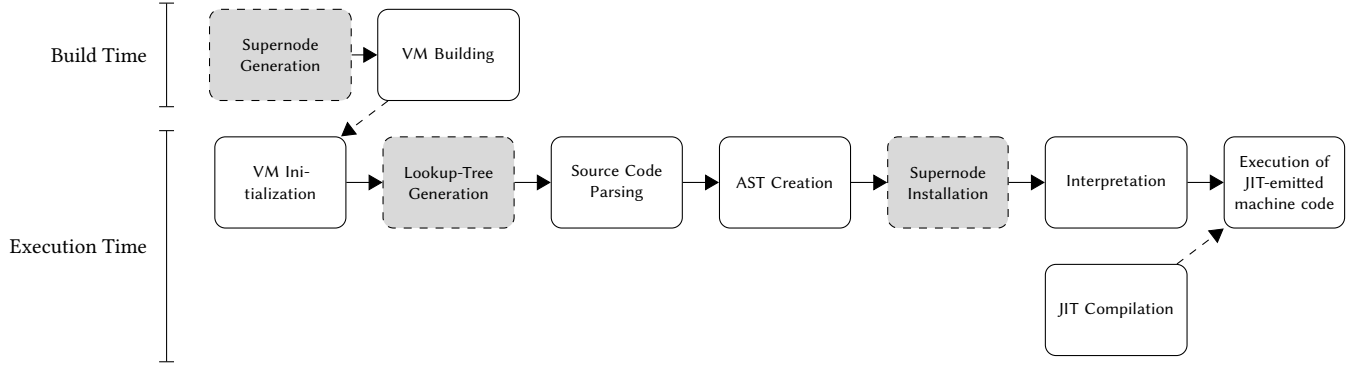 Build Time
Supernode
Generation
VM Building
Execution Time
VM Ini-
tialization
Lookup-Tree
Generation
Source Code
Parsing
AST Creation
Supernode
Installation
Interpretation
Execution of
JIT-emitted
machine code
JIT Compilation